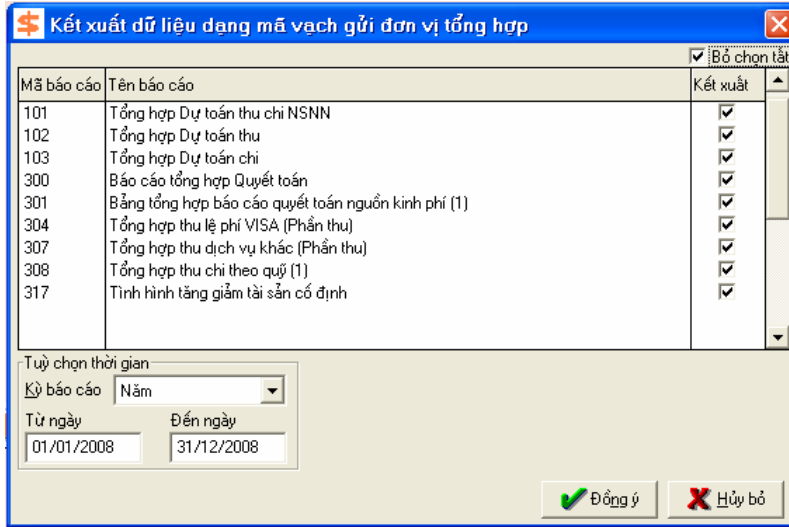 Kết xuất dữ liệu dạng mã vạch gửi đơn vị tổng hợp
Bỏ chọn tất
Mã báo cáo Tên báo cáo Kết xuất
101 Tổng hợp Dự toán thu chi NSNN
102 Tổng hợp Dự toán thu
103 Tổng hợp Dự toán chi
300 Báo cáo tổng hợp Quyết toán
301 Bảng tổng hợp báo cáo quyết toán nguồn kinh phí (1)
304 Tổng hợp thu lệ phí VISA (Phần thu)
307 Tổng hợp thu dịch vụ khác (Phần thu)
308 Tổng hợp thu chi theo quỹ (1)
317 Tình hình tăng giảm tài sản cố định
Tuỳ chọn thời gian
Kỳ báo cáo Năm
Từ ngày Đến ngày
01/01/2008 31/12/2008
Đồng ý Hủy bỏ